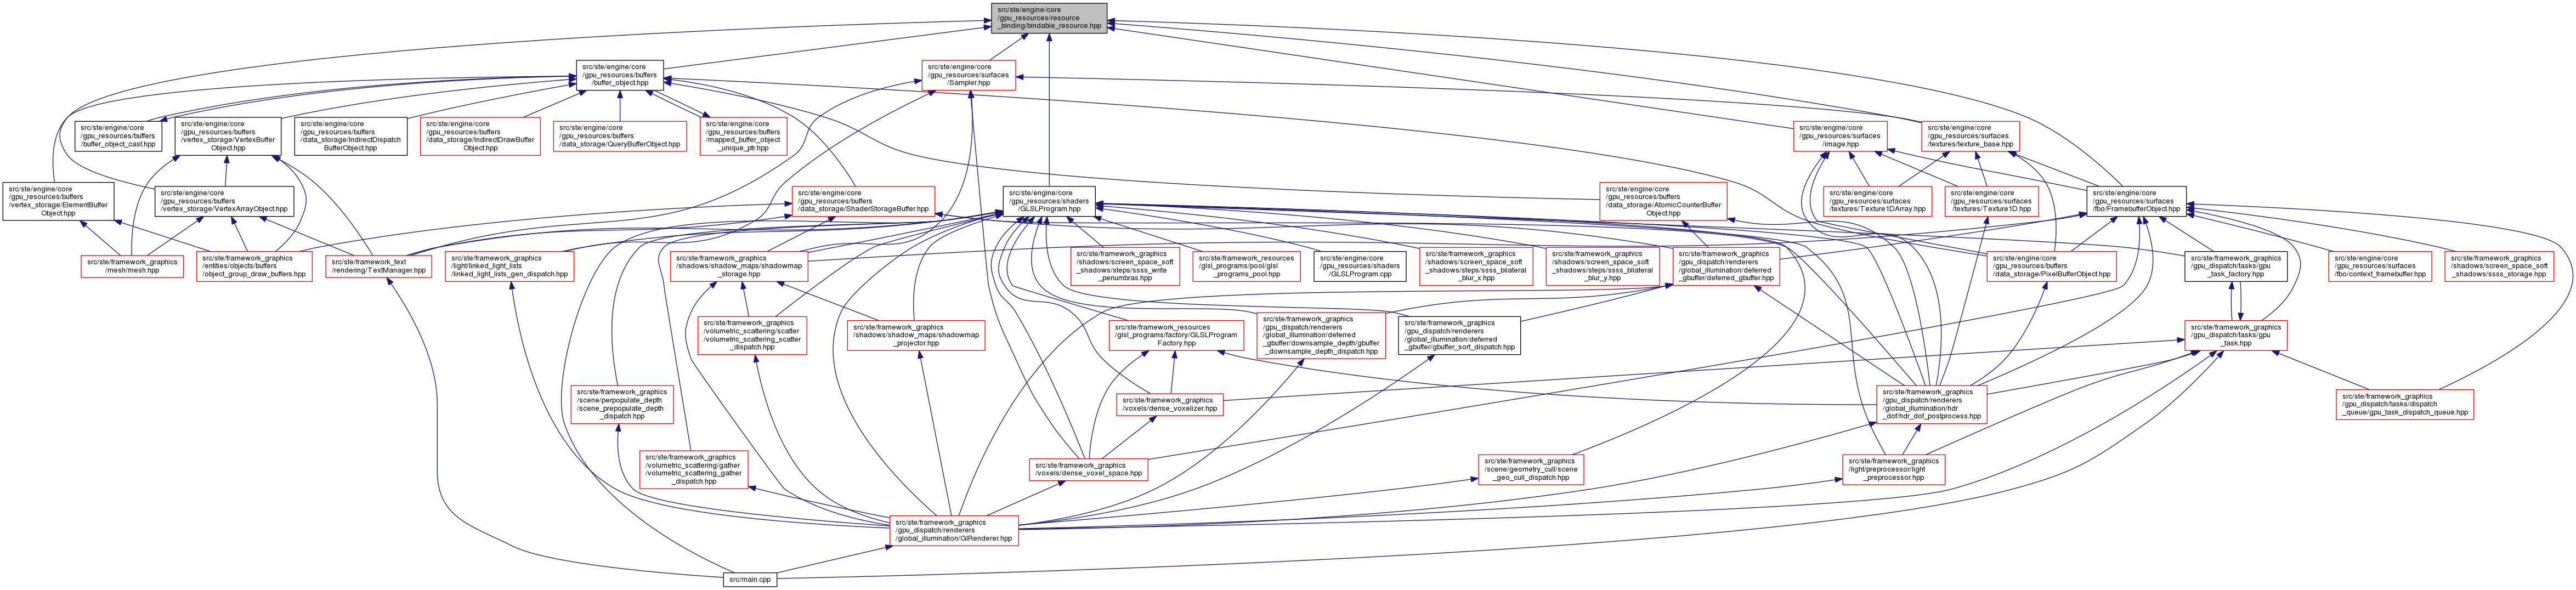 src/ste/engine/core
/gpu_resources/resource
_binding/bindable_resource.hpp
src/ste/engine/core
/gpu_resources/buffers
/buffer_object.hpp
src/ste/engine/core
/gpu_resources/surfaces
/Sampler.hpp
src/ste/engine/core
/gpu_resources/buffers
/buffer_object_cast.hpp
src/ste/engine/core
/gpu_resources/buffers
/vertex_storage/VertexBuffer
Object.hpp
src/ste/engine/core
/gpu_resources/buffers
/data_storage/IndirectDispatch
BufferObject.hpp
src/ste/engine/core
/gpu_resources/buffers
/data_storage/IndirectDrawBuffer
Object.hpp
src/ste/engine/core
/gpu_resources/buffers
/data_storage/QueryBufferObject.hpp
src/ste/engine/core
/gpu_resources/buffers
/mapped_buffer_object
_unique_ptr.hpp
src/ste/engine/core
/gpu_resources/surfaces
/image.hpp
src/ste/engine/core
/gpu_resources/surfaces
/textures/texture_base.hpp
src/ste/engine/core
/gpu_resources/buffers
/vertex_storage/ElementBuffer
Object.hpp
src/ste/engine/core
/gpu_resources/buffers
/vertex_storage/VertexArrayObject.hpp
src/ste/engine/core
/gpu_resources/buffers
/data_storage/ShaderStorageBuffer.hpp
src/ste/engine/core
/gpu_resources/shaders
/GLSLProgram.hpp
src/ste/engine/core
/gpu_resources/buffers
/data_storage/AtomicCounterBuffer
Object.hpp
src/ste/engine/core
/gpu_resources/surfaces
/textures/Texture1DArray.hpp
src/ste/engine/core
/gpu_resources/surfaces
/textures/Texture1D.hpp
src/ste/engine/core
/gpu_resources/surfaces
/fbo/FramebufferObject.hpp
src/ste/framework_graphics
/mesh/mesh.hpp
src/ste/framework_graphics
/entities/objects/buffers
/object_group_draw_buffers.hpp
src/ste/framework_text
/rendering/TextManager.hpp
src/ste/framework_graphics
/light/linked_light_lists
/linked_light_lists_gen_dispatch.hpp
src/ste/framework_graphics
/shadows/shadow_maps/shadowmap
_storage.hpp
src/ste/framework_graphics
/shadows/screen_space_soft
_shadows/steps/ssss_write
_penumbras.hpp
src/ste/framework_resources
/glsl_programs/pool/glsl
_programs_pool.hpp
src/ste/engine/core
/gpu_resources/shaders
/GLSLProgram.cpp
src/ste/framework_graphics
/shadows/screen_space_soft
_shadows/steps/ssss_bilateral
_blur_x.hpp
src/ste/framework_graphics
/shadows/screen_space_soft
_shadows/steps/ssss_bilateral
_blur_y.hpp
src/ste/framework_graphics
/gpu_dispatch/renderers
/global_illumination/deferred
_gbuffer/deferred_gbuffer.hpp
src/ste/engine/core
/gpu_resources/buffers
/data_storage/PixelBufferObject.hpp
src/ste/framework_graphics
/gpu_dispatch/tasks/gpu
_task_factory.hpp
src/ste/engine/core
/gpu_resources/surfaces
/fbo/context_framebuffer.hpp
src/ste/framework_graphics
/shadows/screen_space_soft
_shadows/ssss_storage.hpp
src/ste/framework_graphics
/volumetric_scattering/scatter
/volumetric_scattering_scatter
_dispatch.hpp
src/ste/framework_graphics
/shadows/shadow_maps/shadowmap
_projector.hpp
src/ste/framework_resources
/glsl_programs/factory/GLSLProgram
Factory.hpp
src/ste/framework_graphics
/gpu_dispatch/renderers
/global_illumination/deferred
_gbuffer/downsample_depth/gbuffer
_downsample_depth_dispatch.hpp
src/ste/framework_graphics
/gpu_dispatch/renderers
/global_illumination/deferred
_gbuffer/gbuffer_sort_dispatch.hpp
src/ste/framework_graphics
/gpu_dispatch/tasks/gpu
_task.hpp
src/ste/framework_graphics
/scene/perpopulate_depth
/scene_prepopulate_depth
_dispatch.hpp
src/ste/framework_graphics
/voxels/dense_voxelizer.hpp
src/ste/framework_graphics
/gpu_dispatch/renderers
/global_illumination/hdr
_dof/hdr_dof_postprocess.hpp
src/ste/framework_graphics
/gpu_dispatch/tasks/dispatch
_queue/gpu_task_dispatch_queue.hpp
src/ste/framework_graphics
/volumetric_scattering/gather
/volumetric_scattering_gather
_dispatch.hpp
src/ste/framework_graphics
/voxels/dense_voxel_space.hpp
src/ste/framework_graphics
/scene/geometry_cull/scene
_geo_cull_dispatch.hpp
src/ste/framework_graphics
/light/preprocessor/light
_preprocessor.hpp
src/ste/framework_graphics
/gpu_dispatch/renderers
/global_illumination/GIRenderer.hpp
src/main.cpp